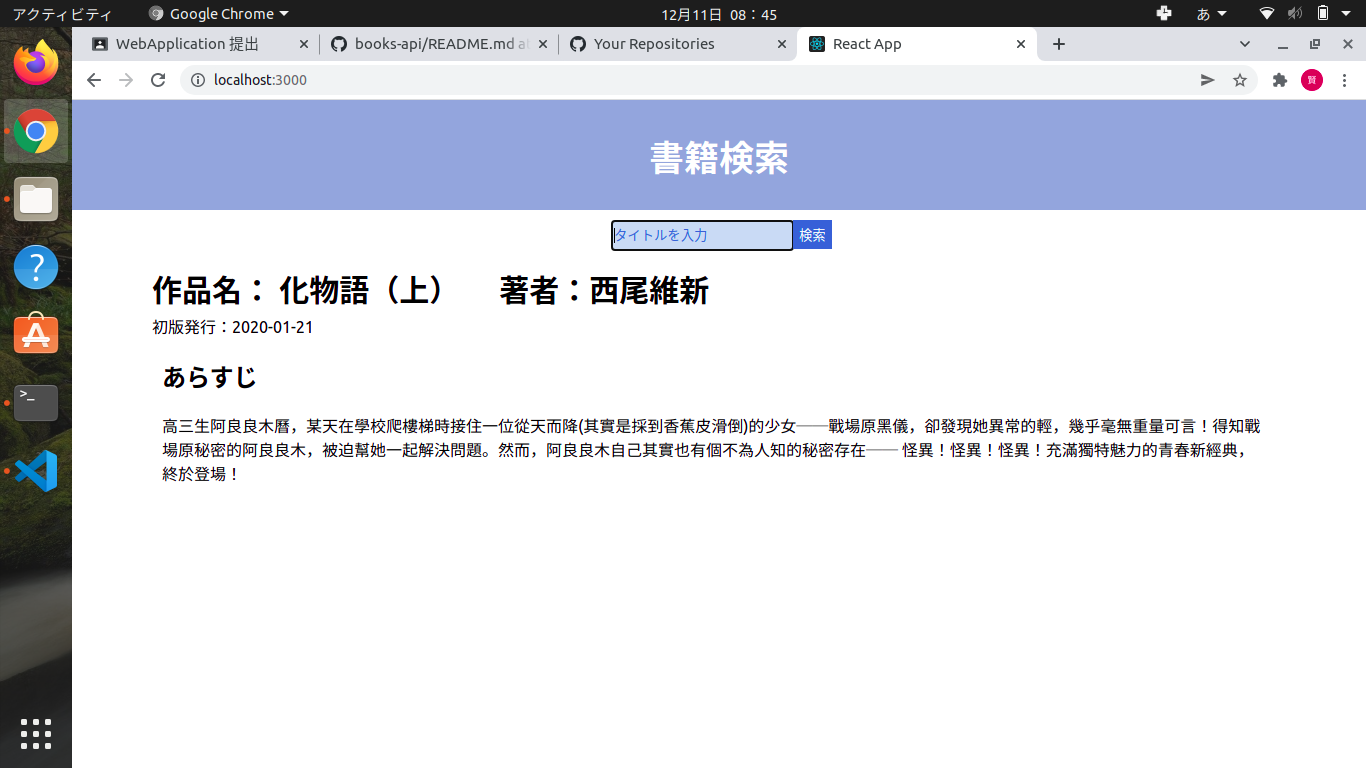 アクティビティ Google Chrome 12月11日 08：45 あ
WebApplication 提出 books-api/README.md a Your Repositories React App
localhost:3000 賢
書籍検索
タイトルを入力 検索
作品名： 化物語（上） 著者：西尾維新
初版発行：2020-01-21
あらすじ
高三生阿良良木曆，某天在學校爬樓梯時接住一位從天而降(其實是採到香蕉皮滑倒)的少女──戰場原黑儀，卻發現她異常的輕，幾乎毫無重量可言！得知戰
場原秘密的阿良良木，被迫幫她一起解決問題。然而，阿良良木自己其實也有個不為人知的秘密存在── 怪異！怪異！怪異！充滿獨特魅力的青春新經典，
終於登場！